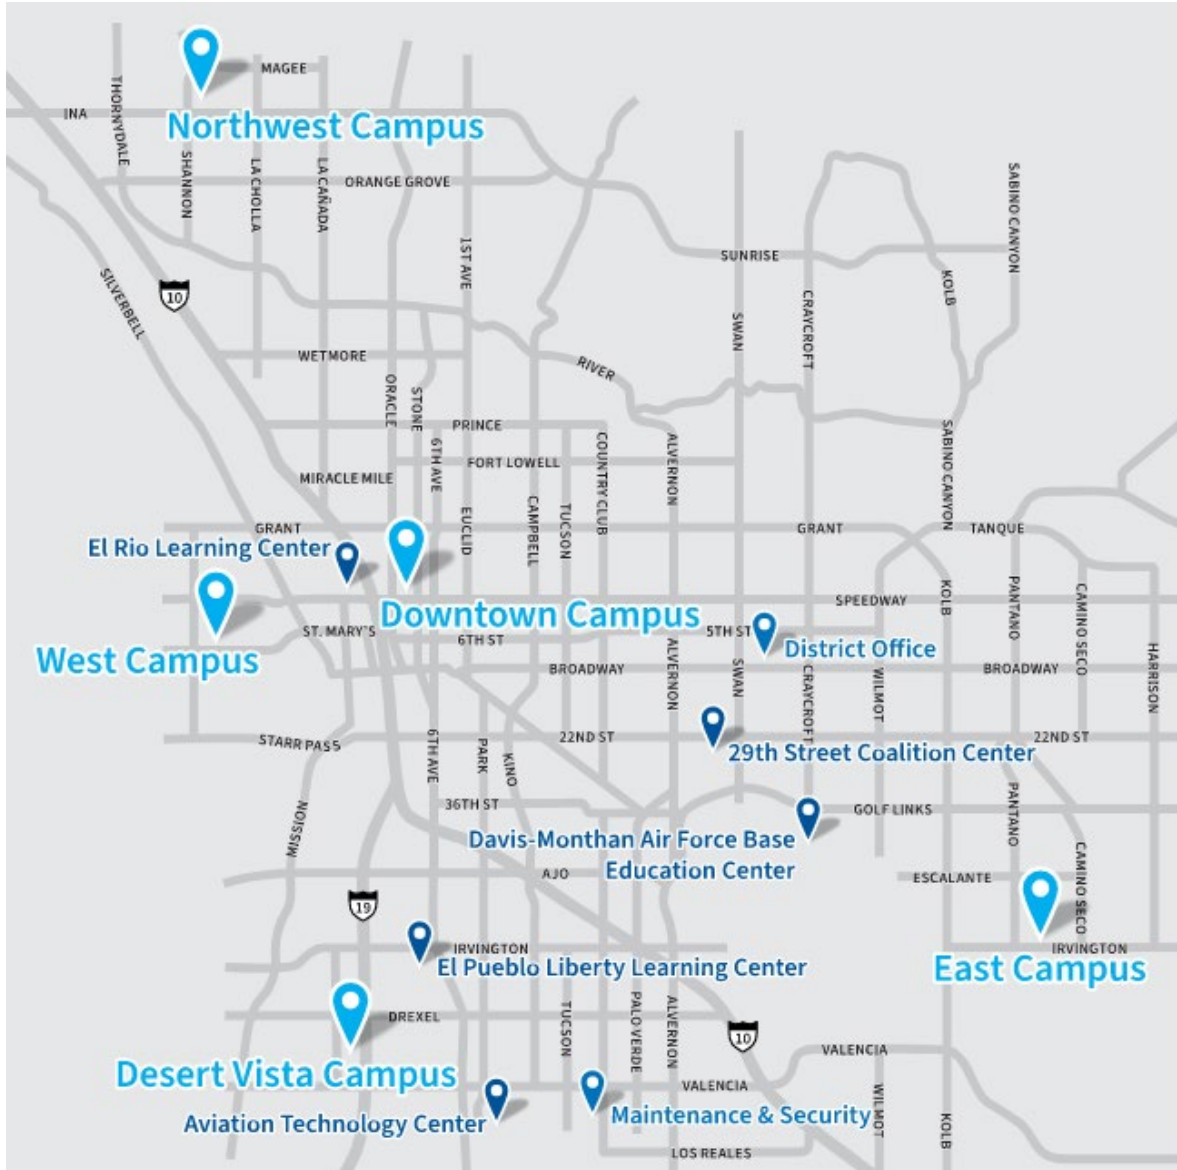 MAGEE
INA
THORNYDALE
Northwest Campus
SHANNON
LA CHOLLA
LA CAÑADA
ORANGE GROVE
SABINO CANYON
1ST AVE
SUNRISE
SILVERBELL
10
KOLB
CRAYCROFT
SWAN
WETMORE
RIVER
ORACLE
STONE
PRINCE
6TH AVE
COUNTRY CLUB
ALVERNON
SABINO CANYON
FORT LOWELL
MIRACLE MILE
EUCLID
CAMPBELL
TUCSON
GRANT
GRANT
TANQUE
El Rio Learning Center
KOLB
PANTANO
CAMINO SECO
SPEEDWAY
Downtown Campus
ST. MARY'S
6TH ST
5TH ST
West Campus
District Office
ALVERNON
SWAN
BROADWAY
CRAYCROFT
WILMOT
BROADWAY
HARRISON
STARR PASS
6TH AVE
PARK
KINO
22ND ST
22ND ST
29th Street Coalition Center
36TH ST
GOLF LINKS
PANTANO
MISSION
Davis-Monthan Air Force Base
Education Center
AJO
ESCALANTE
CAMINO SECO
19
IRVINGTON
IRVINGTON
El Pueblo Liberty Learning Center
East Campus
DREXEL
TUCSON
PALO VERDE
ALVERNON
10
VALENCIA
Desert Vista Campus
VALENCIA
WILMOT
KOLB
Aviation Technology Center
Maintenance & Security
LOS REALES